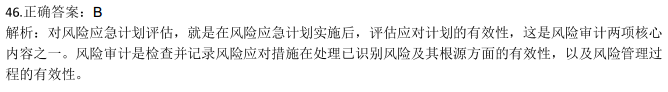 46.正确答案：B
解析：对风险应急计划评估，就是在风险应急计划实施后，评估应对计划的有效性，这是风险审计两项核心
内容之一。风险审计是检查并记录风险应对措施在处理已识别风险及其根源方面的有效性，以及风险管理过
程的有效性。